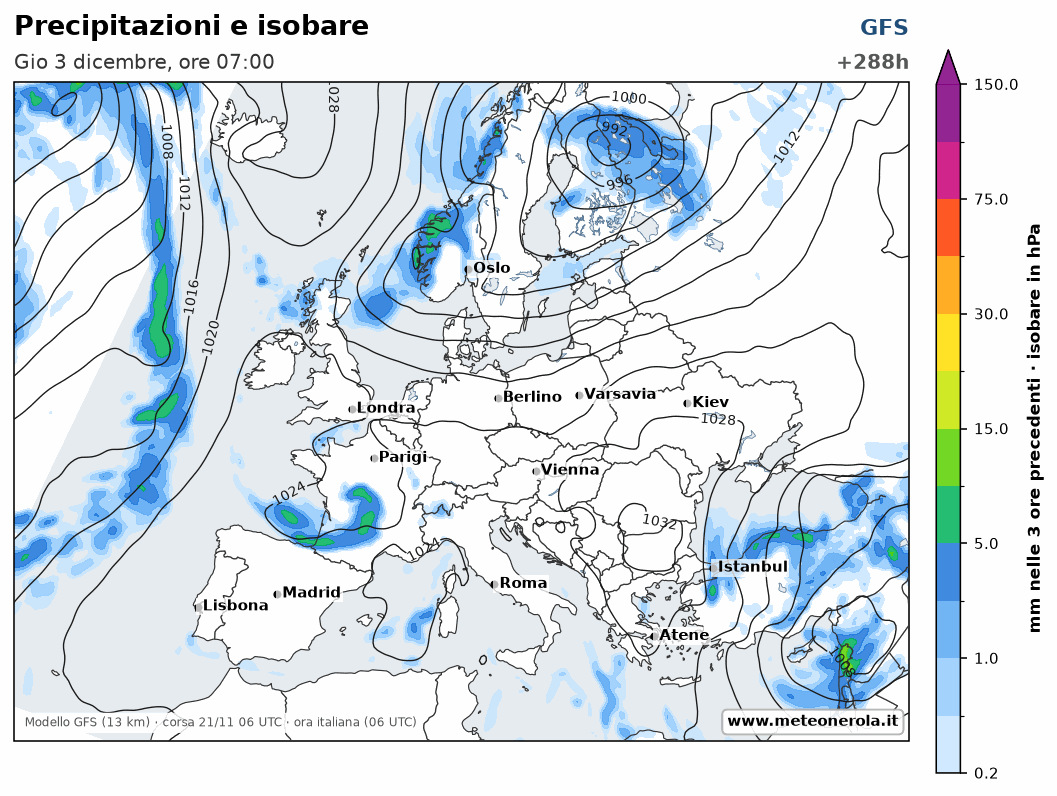 Precipitazioni e isobare
GFS
Gio 3 dicembre, ore 07:00
+288h
028
1000
992
1008
1012
996
1012
Oslo
1016
1020
Berlino
Varsavia
Kiev
Londra
1028
Parigi
Vienna
1024
1032
1024
Istanbul
Roma
Madrid
Lisbona
Atene
1008
Modello GFS (13 km) · corsa 21/11 06 UTC · ora italiana (06 UTC)
www.meteonerola.it
150.0
75.0
30.0
15.0
5.0
1.0
0.2
mm nelle 3 ore precedenti · isobare in hPa